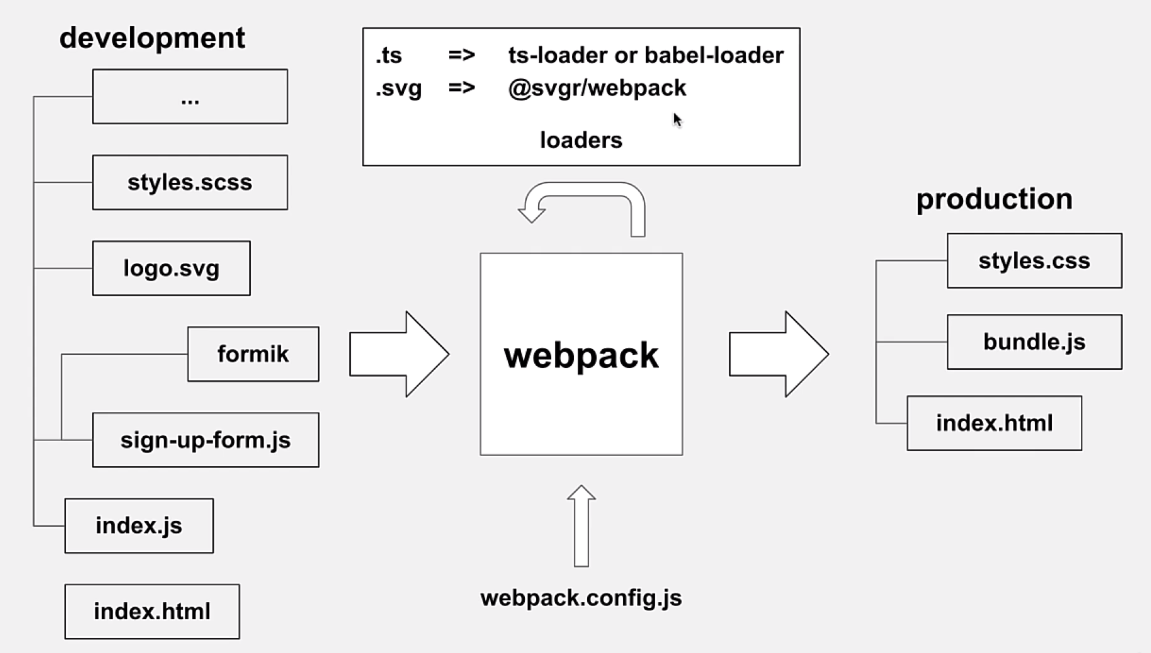 development
...
styles.scss
logo.svg
formik
sign-up-form.js
index.js
index.html
.ts => ts-loader or babel-loader
.svg => @svgr/webpack
loaders
webpack
webpack.config.js
production
styles.css
bundle.js
index.html